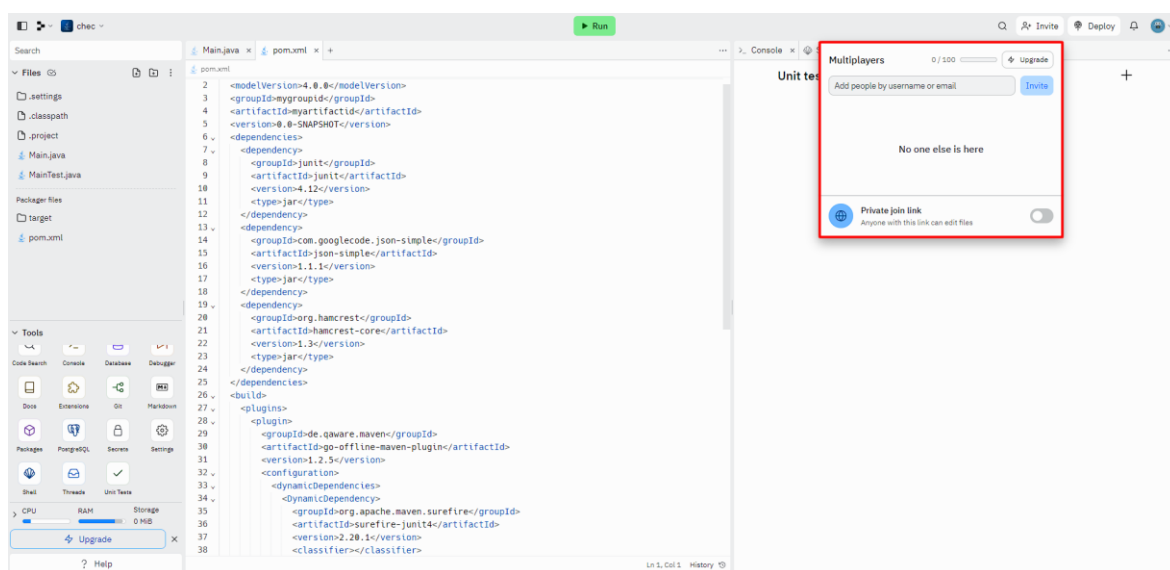 chec
Run
Invite
Deploy
Search
Files
.settings
.classpath
.project
Main.java
MainTest.java
Packager files
target
pom.xml
Tools
Code Search
Console
Database
Debugger
Docs
Extensions
Git
Markdown
Packages
PostgreSQL
Secrets
Settings
Shell
Threads
Unit Tests
CPU
RAM
Storage
0 MiB
Upgrade
? Help
Main.java × pom.xml × +
pom.xml
2 <modelVersion>4.0.0</modelVersion>
3 <groupId>mygroupid</groupId>
4 <artifactId>myartifactid</artifactId>
5 <version>0.0-SNAPSHOT</version>
6 <dependencies>
7 <dependency>
8 <groupId>junit</groupId>
9 <artifactId>junit</artifactId>
10 <version>4.12</version>
11 <type>jar</type>
12 </dependency>
13 <dependency>
14 <groupId>com.googlecode.json-simple</groupId>
15 <artifactId>json-simple</artifactId>
16 <version>1.1.1</version>
17 <type>jar</type>
18 </dependency>
19 <dependency>
20 <groupId>org.hamcrest</groupId>
21 <artifactId>hamcrest-core</artifactId>
22 <version>1.3</version>
23 <type>jar</type>
24 </dependency>
25 </dependencies>
26 <build>
27 <plugins>
28 <plugin>
29 <groupId>de.qaware.maven</groupId>
30 <artifactId>go-offline-maven-plugin</artifactId>
31 <version>1.2.5</version>
32 <configuration>
33 <dynamicDependencies>
34 <DynamicDependency>
35 <groupId>org.apache.maven.surefire</groupId>
36 <artifactId>surefire-junit4</artifactId>
37 <version>2.20.1</version>
38 <classifier></classifier>
Ln 1, Col 1 History
Console ×
Unit tes
Multiplayers 0 / 100 Upgrade
Add people by username or email Invite
No one else is here
Private join link
Anyone with this link can edit files